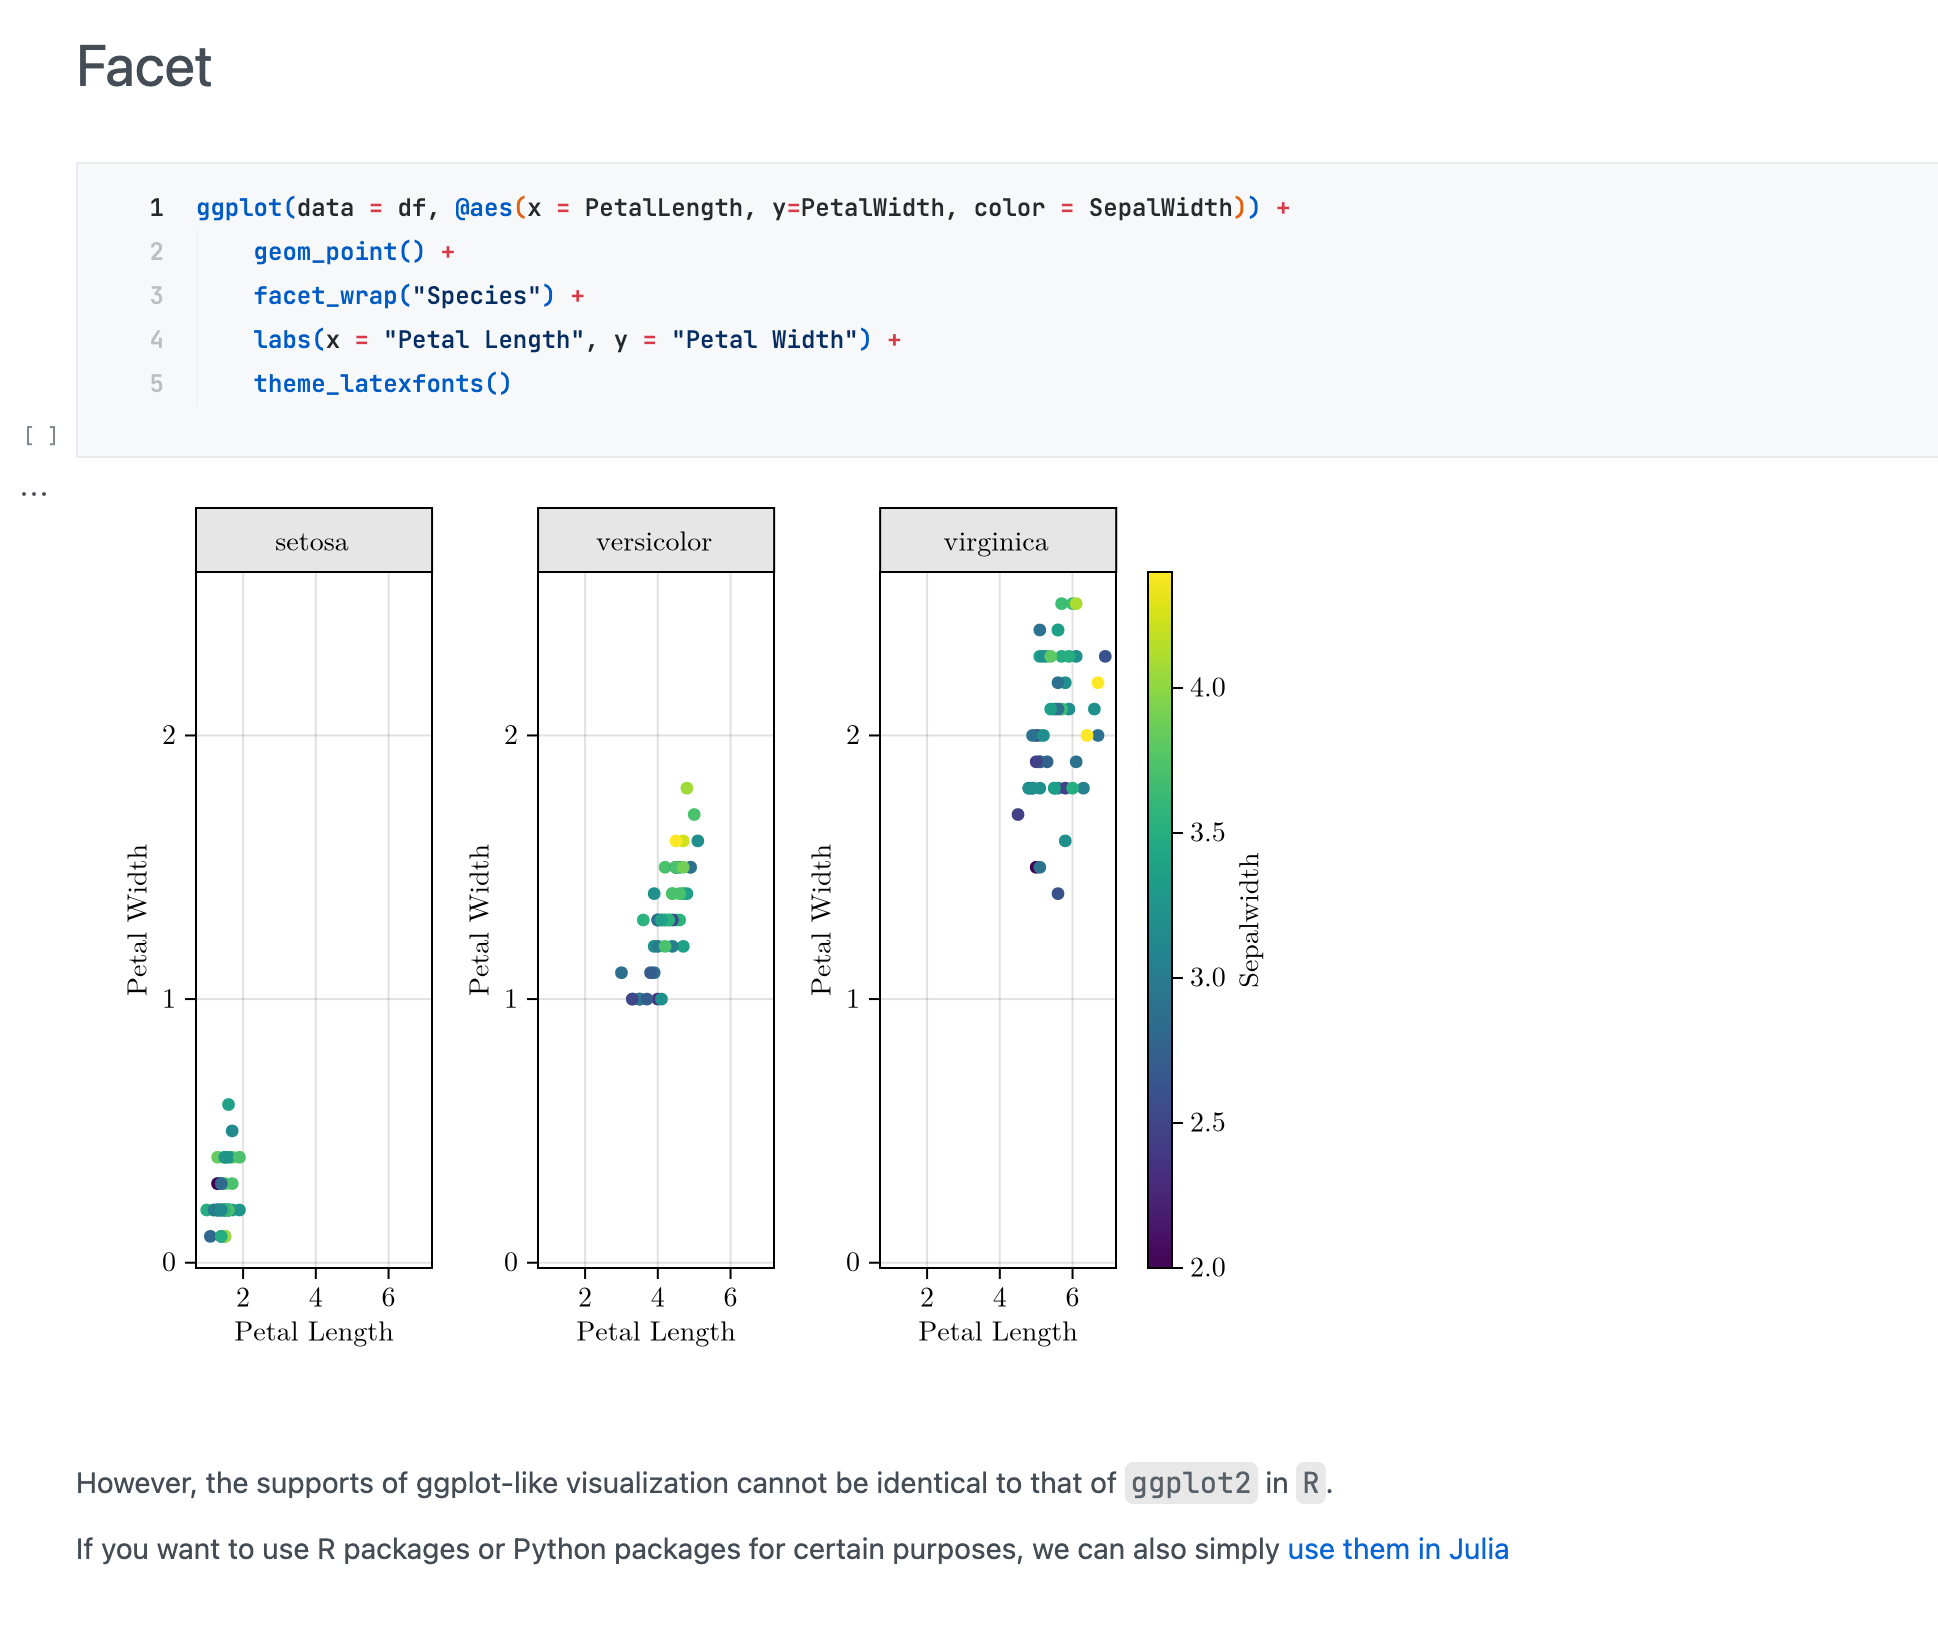 Facet
1 ggplot(data = df, @aes(x = PetalLength, y=PetalWidth, color = SepalWidth)) +
2 geom_point() +
3 facet_wrap("Species") +
4 labs(x = "Petal Length", y = "Petal Width") +
5 theme_latexfonts()
[ ]
...
setosa
versicolor
virginica
Petal Width
2
1
0
2 4 6
Petal Length
Petal Width
2
1
0
2 4 6
Petal Length
Petal Width
2
1
0
2 4 6
Petal Length
4.0
3.5
3.0
2.5
2.0
Sepalwidth
However, the supports of ggplot-like visualization cannot be identical to that of ggplot2 in R.
If you want to use R packages or Python packages for certain purposes, we can also simply use them in Julia